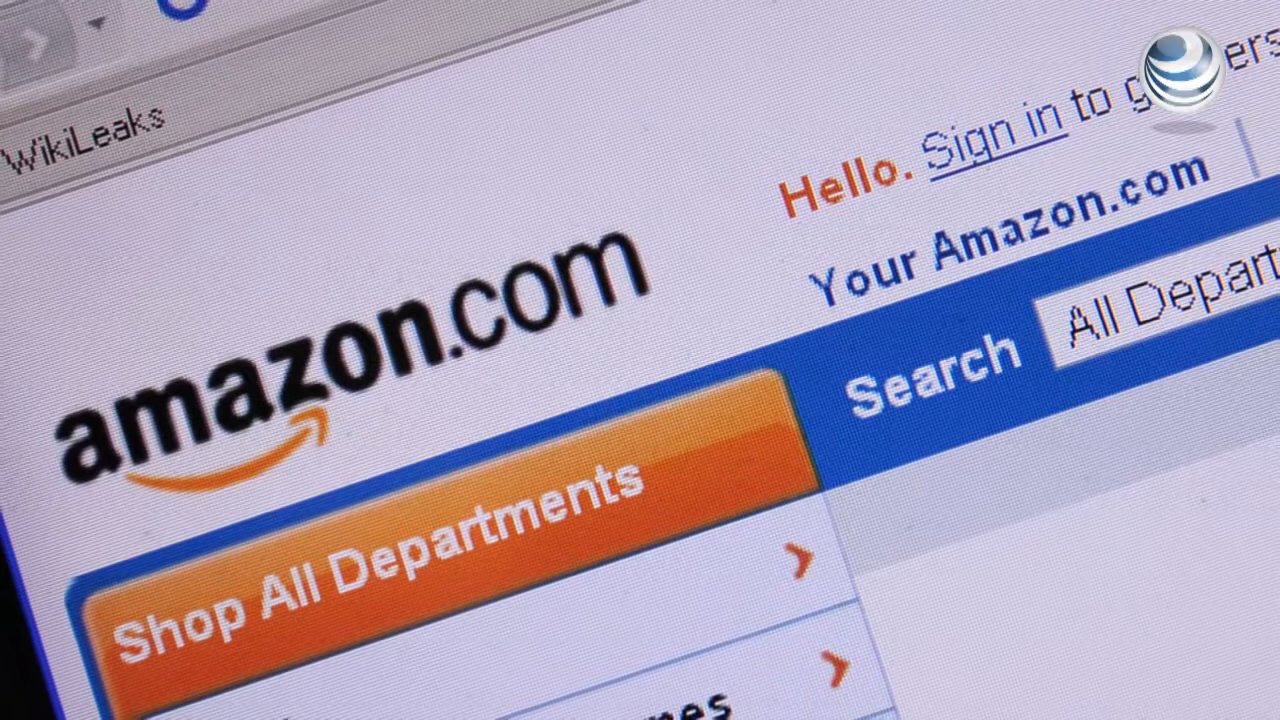 WikiLeaks
Hello. Sign in to g
amazon.com
Your Amazon.com
Search All Depart
Shop All Departments